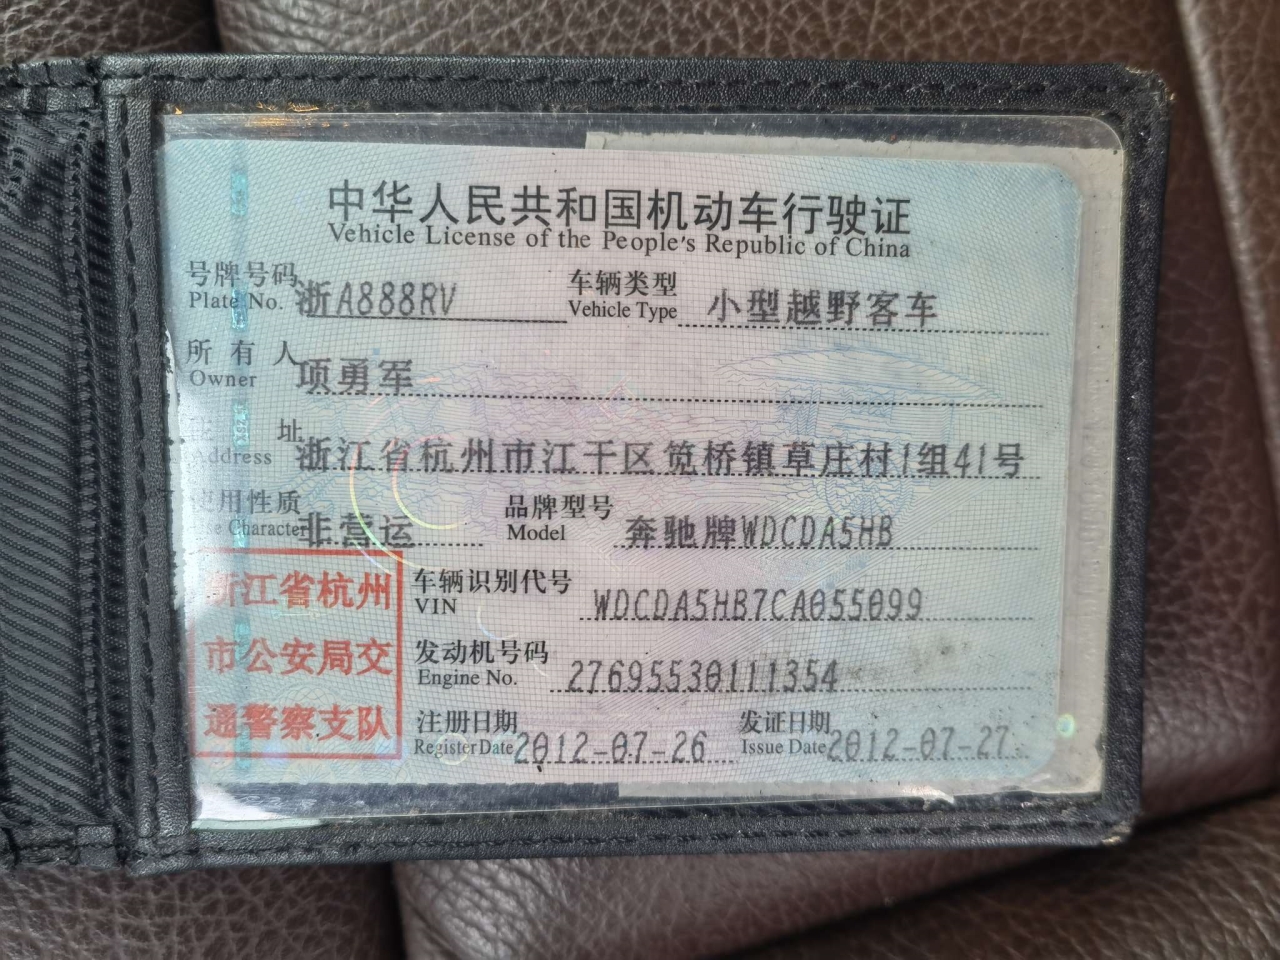 中华人民共和国机动车行驶证
Vehicle License of the People's Republic of China
号牌号码 浙A888RV 车辆类型 小型越野客车
Plate No. Vehicle Type
所有人 项勇军
Owner
住址 浙江省杭州市江干区笕桥镇草庄村1组41号
Address
使用性质 非营运 品牌型号 奔驰牌WDCDA5HB
Use Character Model
浙江省杭州
市公安局交
通警察支队
车辆识别代号 WDCDA5HB7CA055099
VIN
发动机号码 27695530111354
Engine No.
注册日期 2012-07-26 发证日期 2012-07-27
Register Date Issue Date